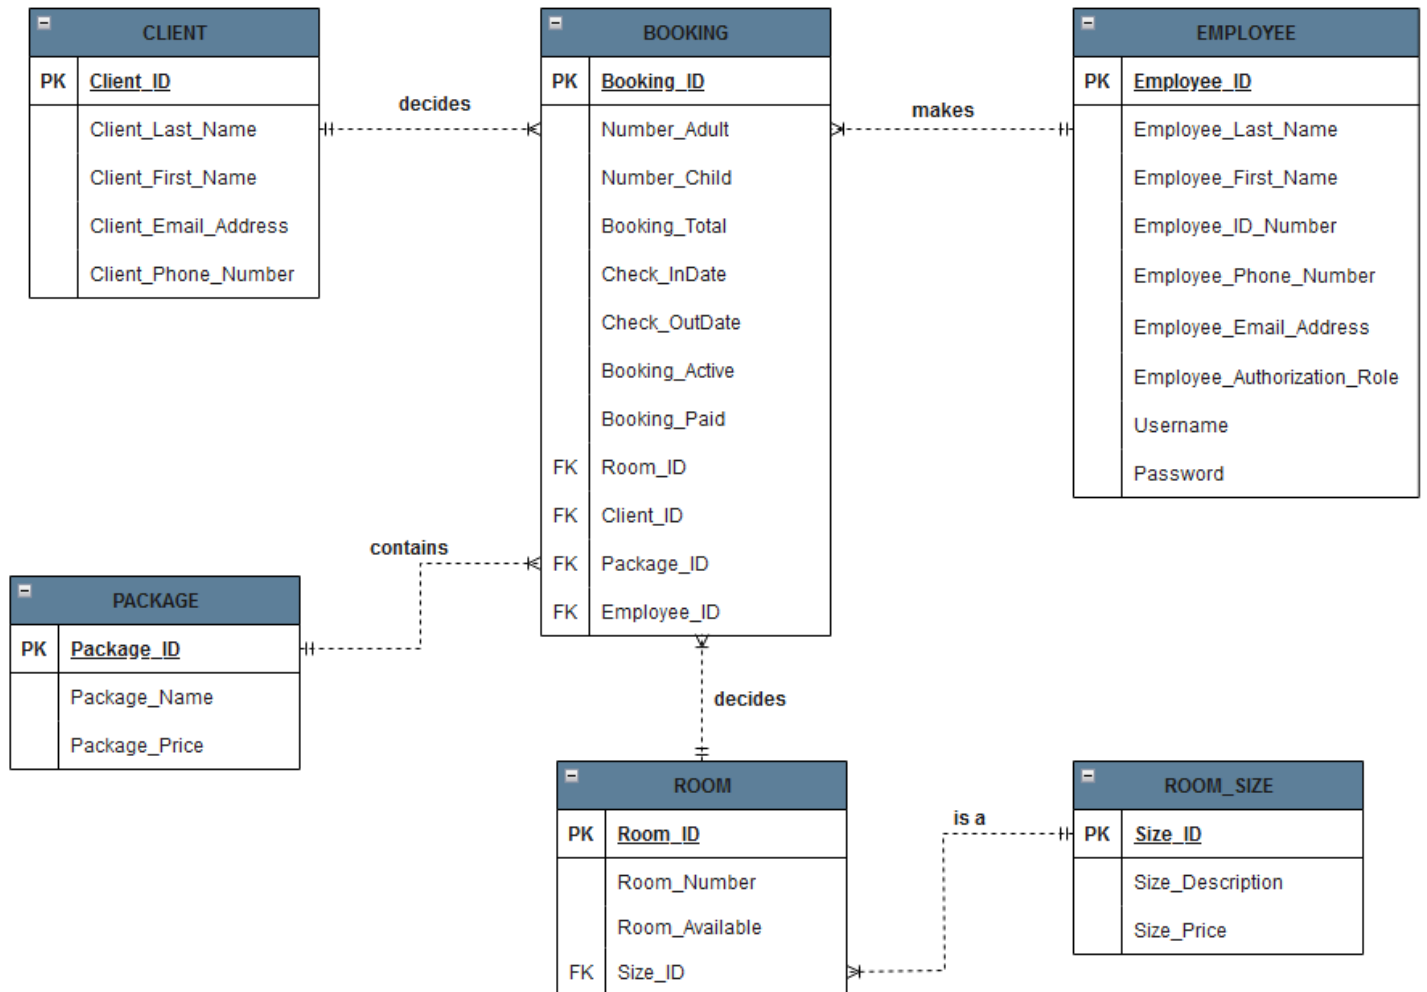 CLIENT
PK Client_ID
Client_Last_Name
Client_First_Name
Client_Email_Address
Client_Phone_Number
decides
BOOKING
PK Booking_ID
Number_Adult
Number_Child
Booking_Total
Check_InDate
Check_OutDate
Booking_Active
Booking_Paid
FK Room_ID
FK Client_ID
FK Package_ID
FK Employee_ID
makes
EMPLOYEE
PK Employee_ID
Employee_Last_Name
Employee_First_Name
Employee_ID_Number
Employee_Phone_Number
Employee_Email_Address
Employee_Authorization_Role
Username
Password
contains
PACKAGE
PK Package_ID
Package_Name
Package_Price
decides
ROOM
PK Room_ID
Room_Number
Room_Available
FK Size_ID
is a
ROOM_SIZE
PK Size_ID
Size_Description
Size_Price